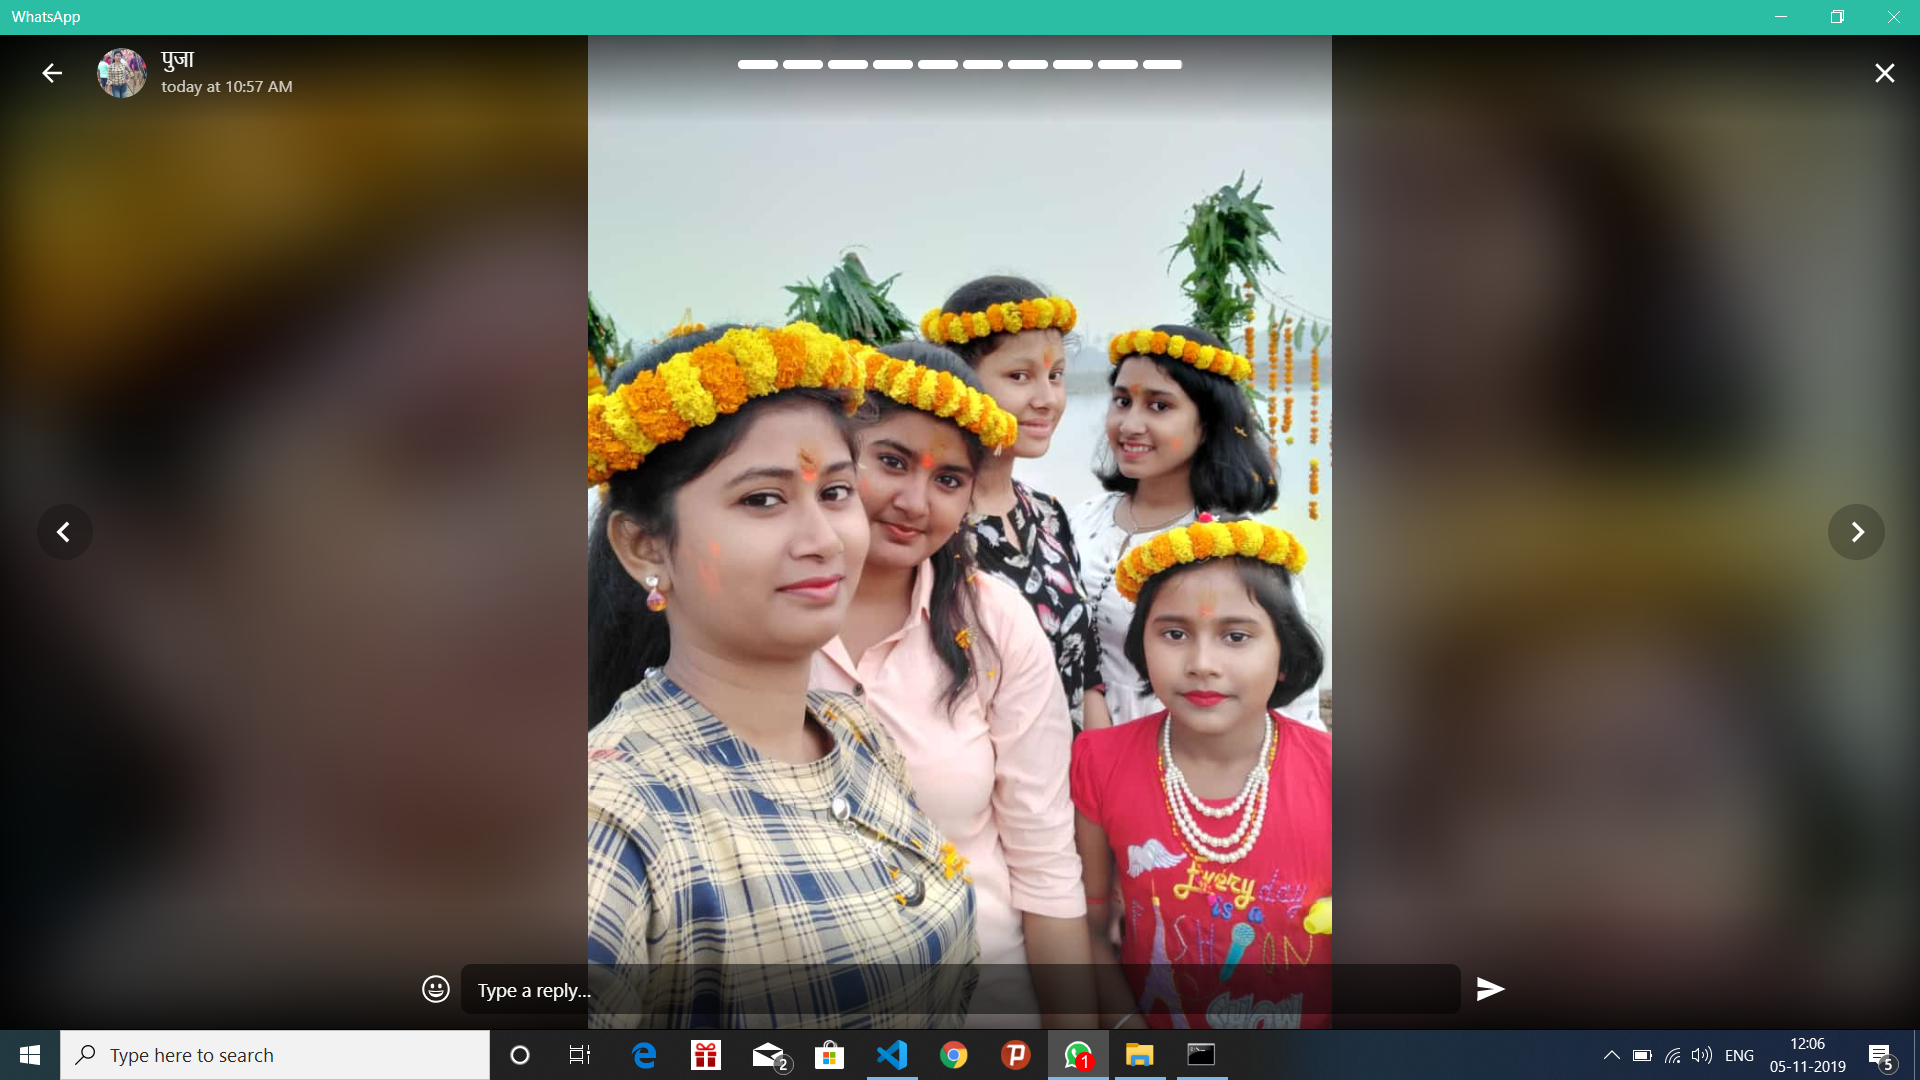 WhatsApp
पुजा
today at 10:57 AM
Every day
is a
FASHION
SHOW
Type a reply...
Type here to search
2
1
ENG
12:06
05-11-2019
5